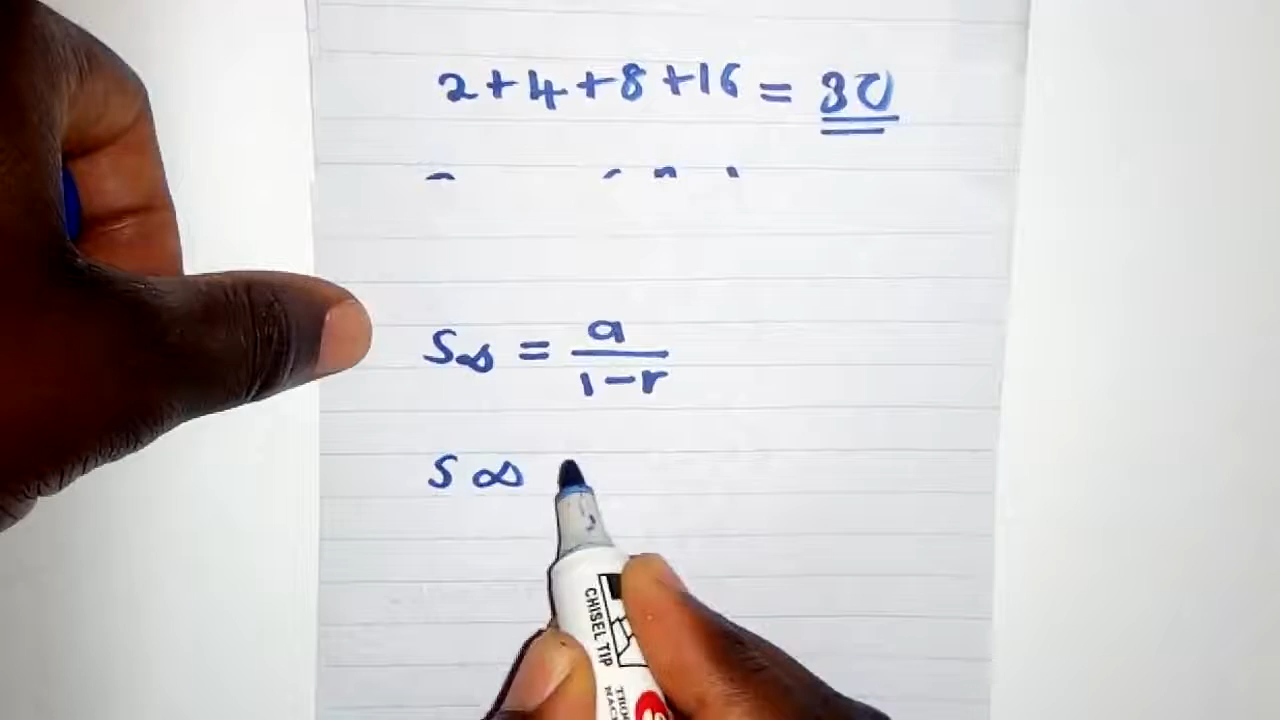 2 + 4 + 8 + 16 = 30
S∞ = a
1 - r
S ∞
CHISEL TIP